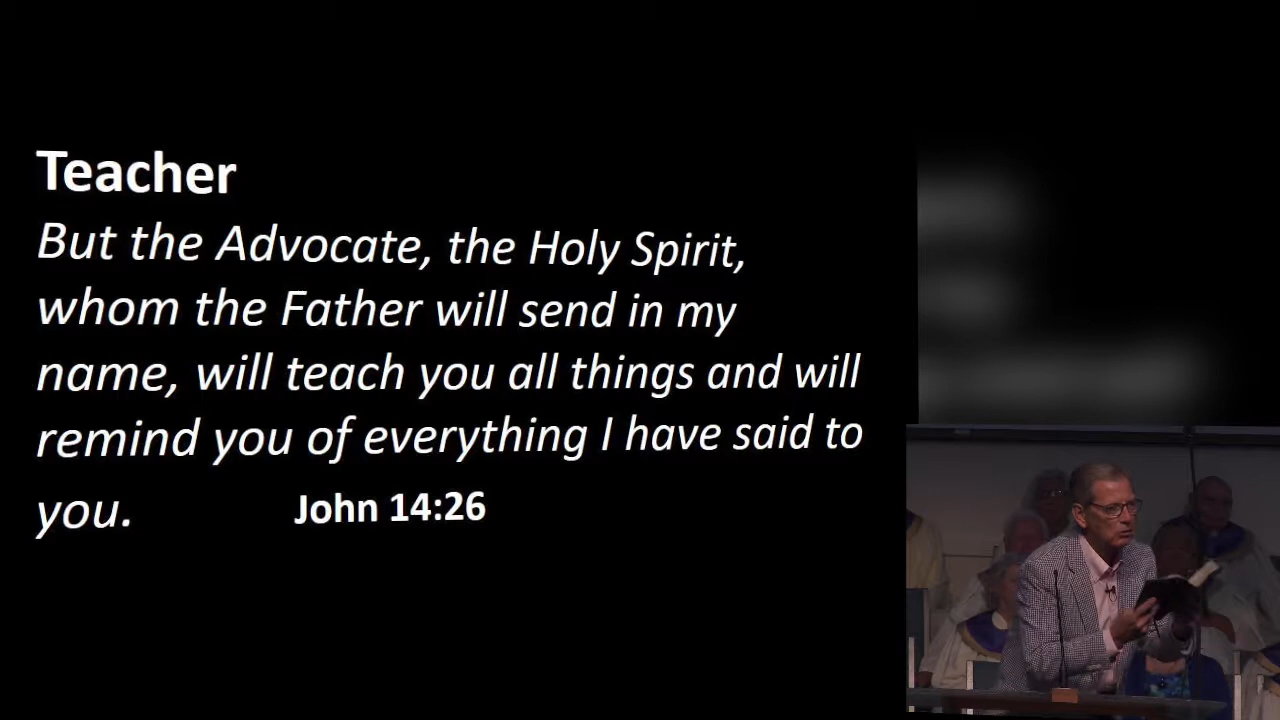 Teacher
But the Advocate, the Holy Spirit,
whom the Father will send in my
name, will teach you all things and will
remind you of everything I have said to
you. John 14:26